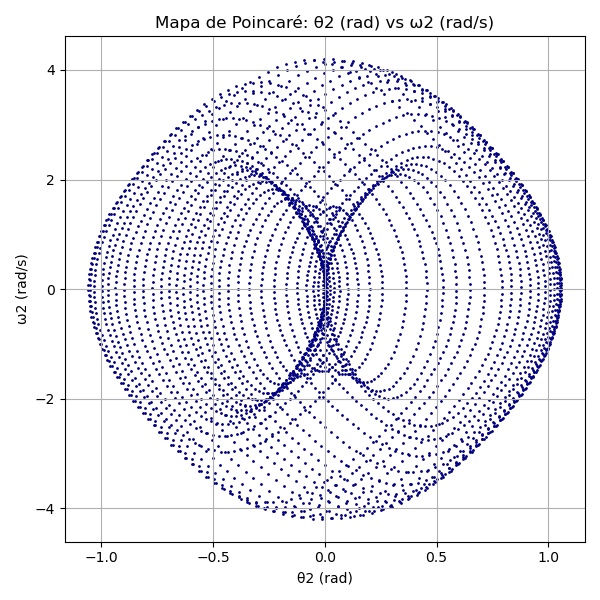 Mapa de Poincaré: θ2 (rad) vs ω2 (rad/s)
4
2
0
−2
−4
ω2 (rad/s)
−1.0 −0.5 0.0 0.5 1.0
θ2 (rad)